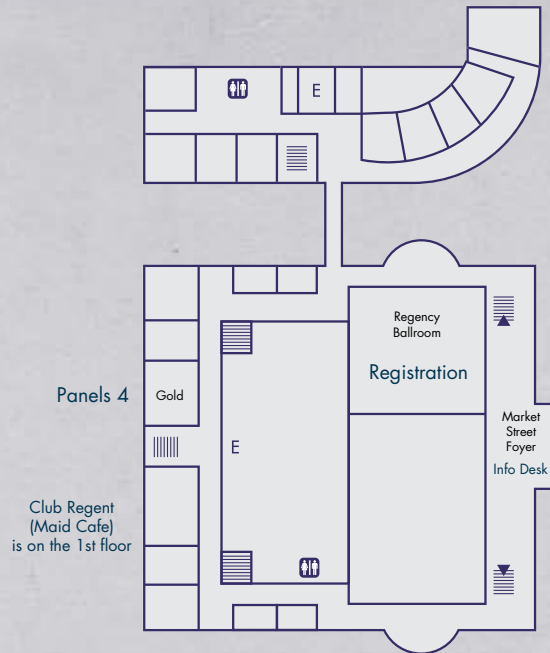 E
Regency
Ballroom
Registration
Panels 4
Gold
Market
Street
Foyer
Info Desk
E
Club Regent
(Maid Cafe)
is on the 1st floor